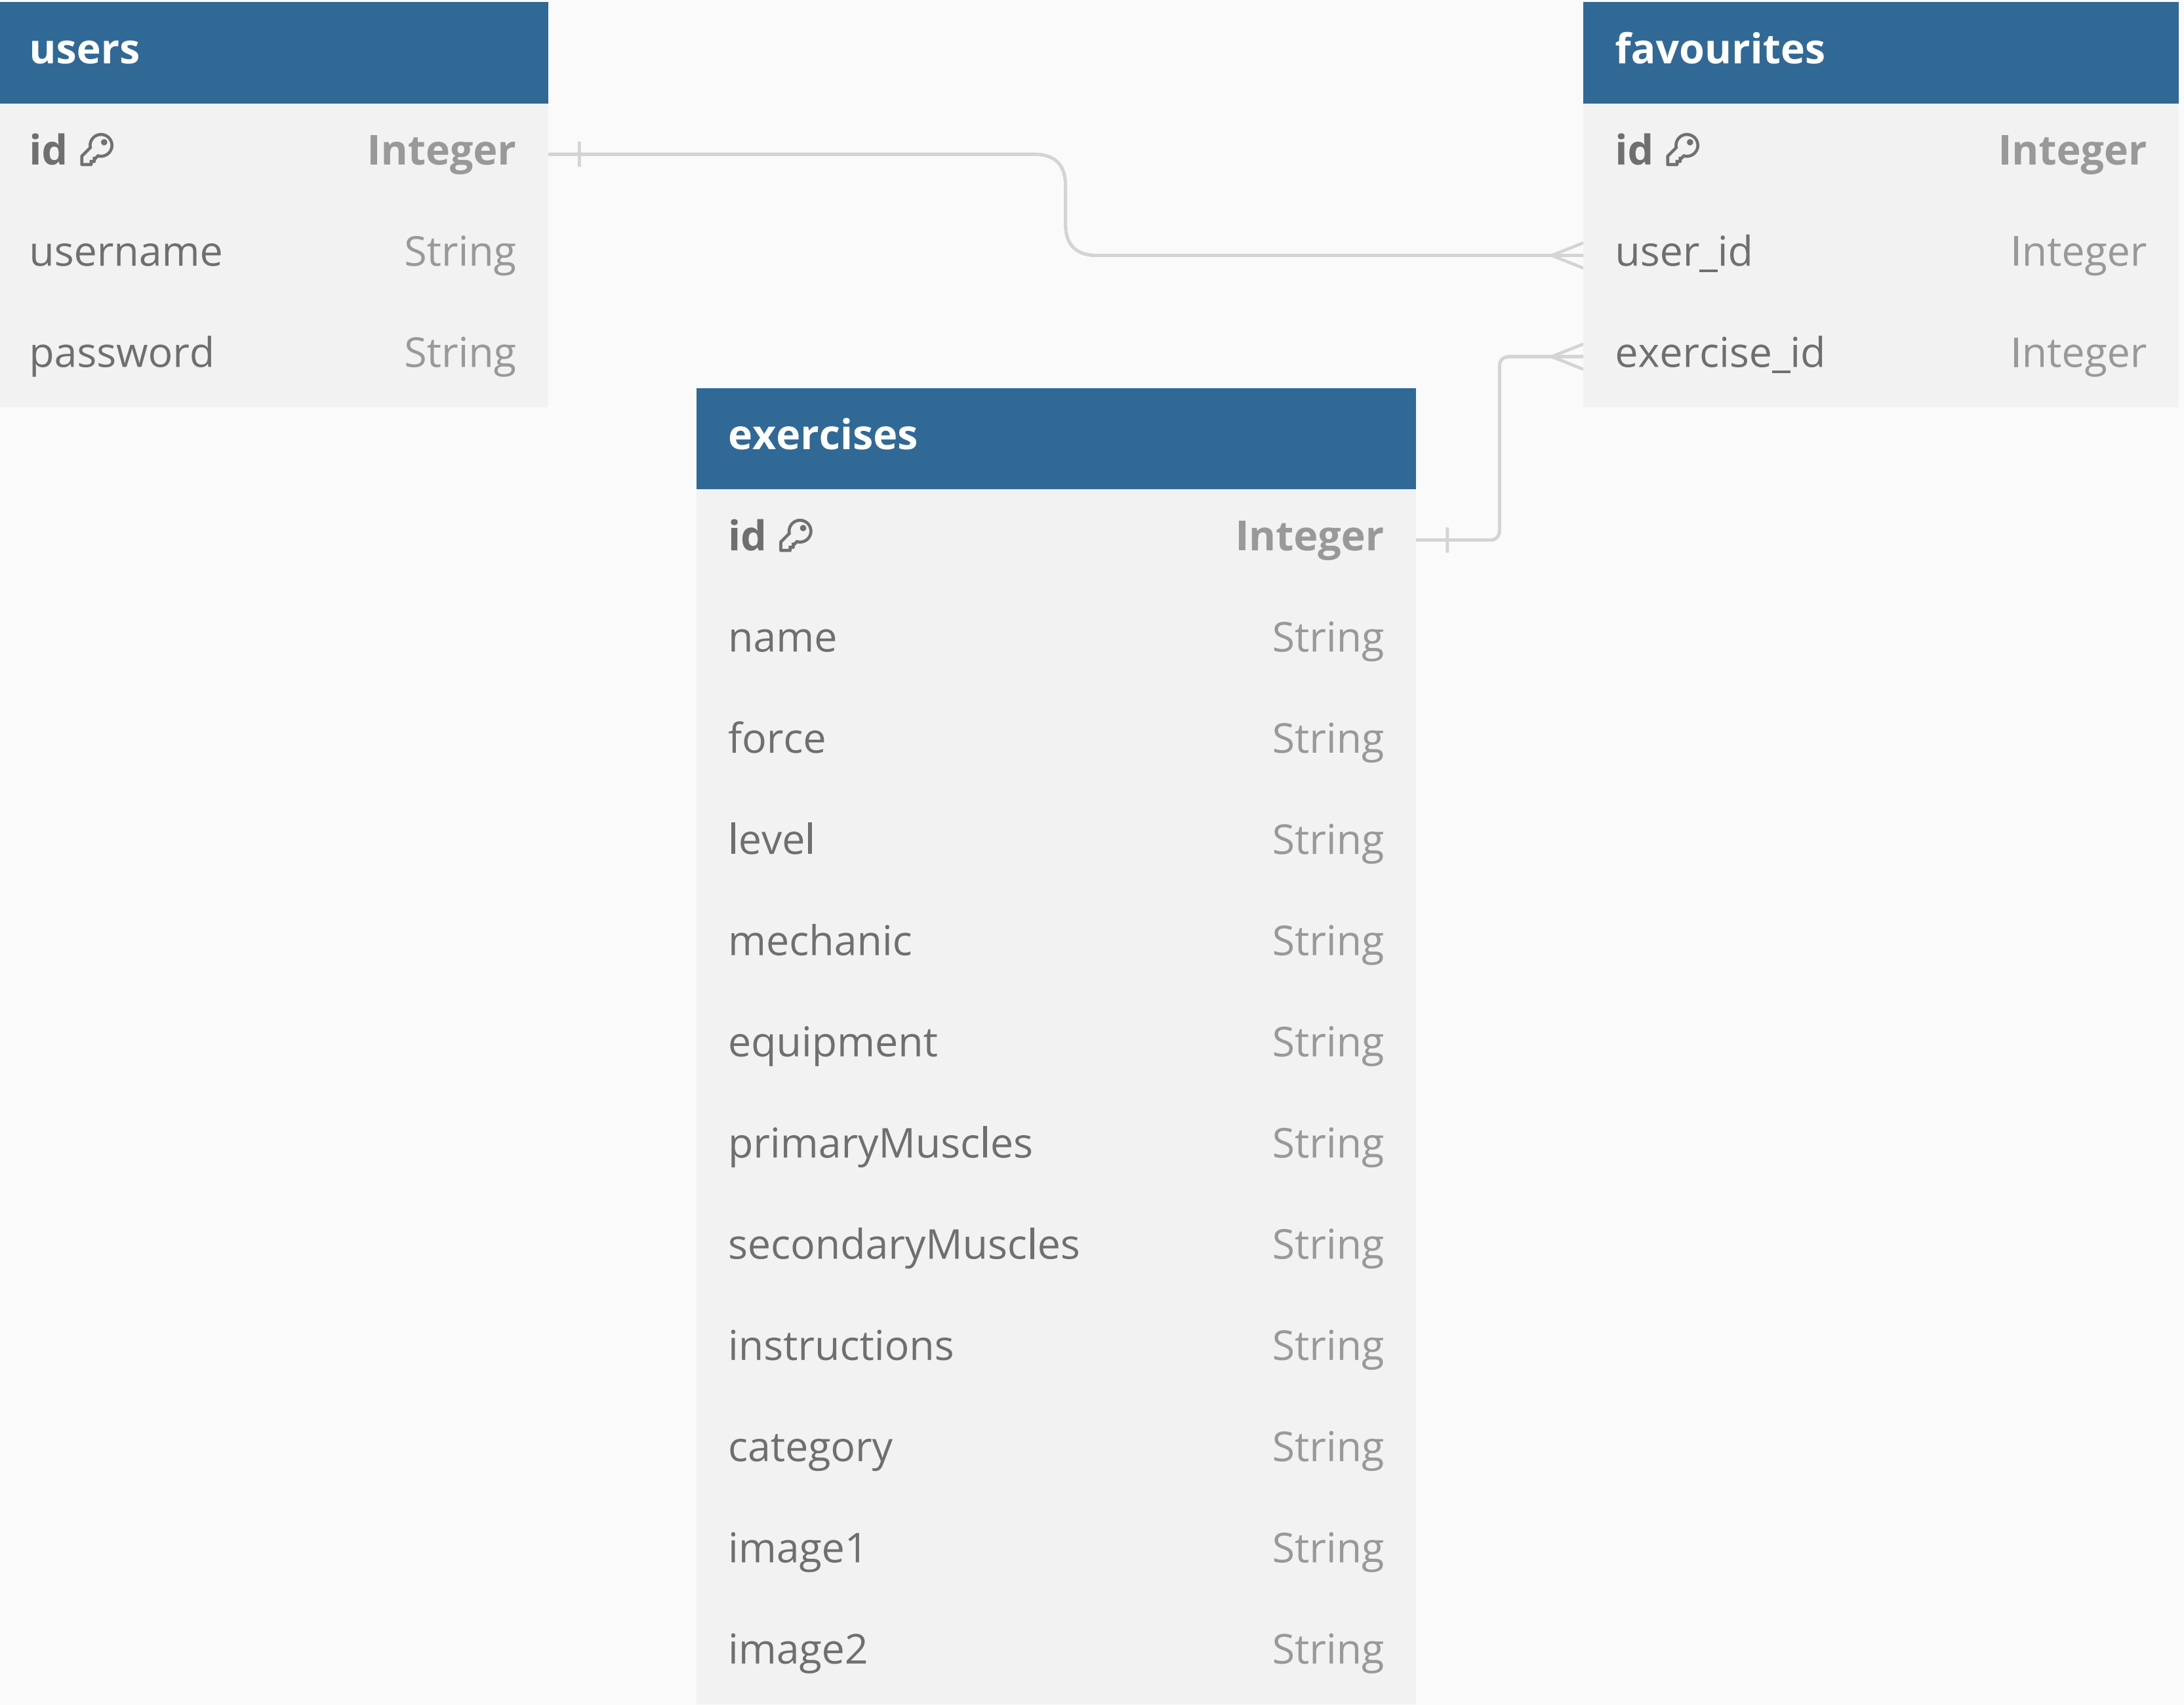 users
id Integer
username String
password String
favourites
id Integer
user_id Integer
exercise_id Integer
exercises
id Integer
name String
force String
level String
mechanic String
equipment String
primaryMuscles String
secondaryMuscles String
instructions String
category String
image1 String
image2 String